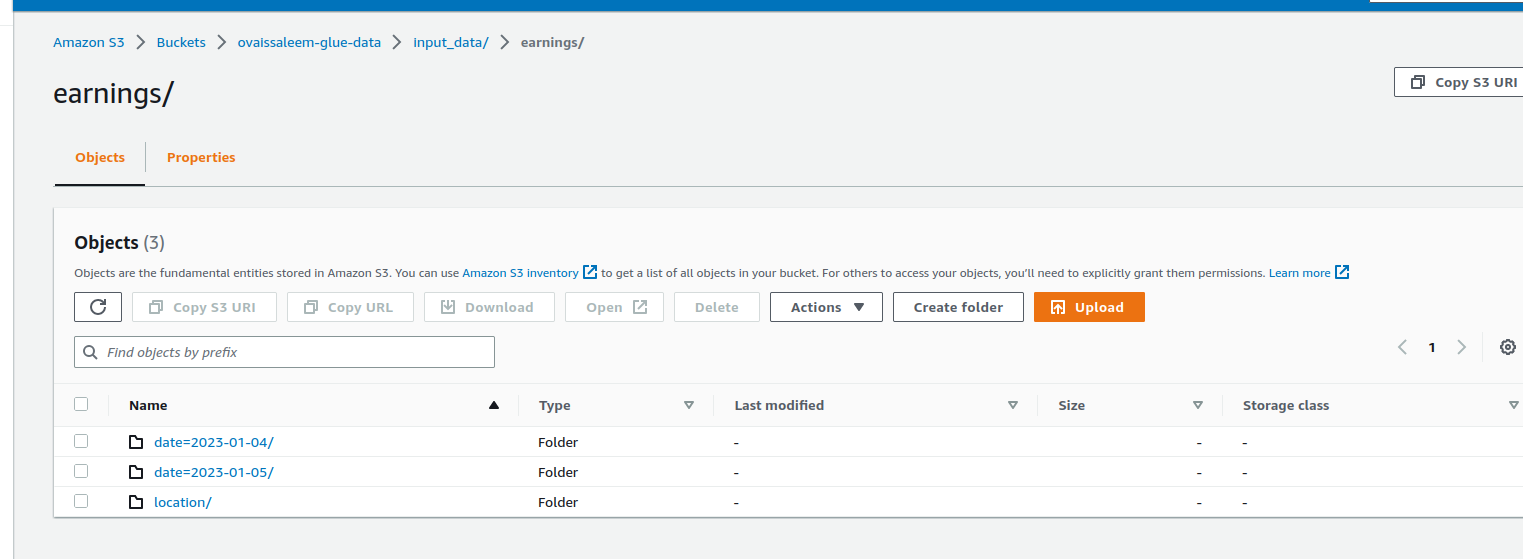 Amazon S3 > Buckets > ovaissaleem-glue-data > input_data/ > earnings/
earnings/
Copy S3 URI
Objects Properties
Objects (3)
Objects are the fundamental entities stored in Amazon S3. You can use Amazon S3 inventory to get a list of all objects in your bucket. For others to access your objects, you'll need to explicitly grant them permissions. Learn more
Copy S3 URI Copy URL Download Open Delete Actions Create folder Upload
Find objects by prefix
1
Name Type Last modified Size Storage class
date=2023-01-04/ Folder - - -
date=2023-01-05/ Folder - - -
location/ Folder - - -